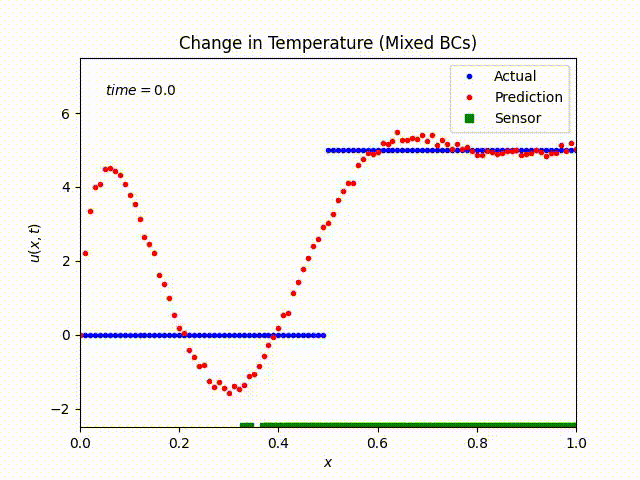 Change in Temperature (Mixed BCs)
time = 0.0
Actual
Prediction
Sensor
6
4
2
0
−2
u(x, t)
0.0 0.2 0.4 0.6 0.8 1.0
x